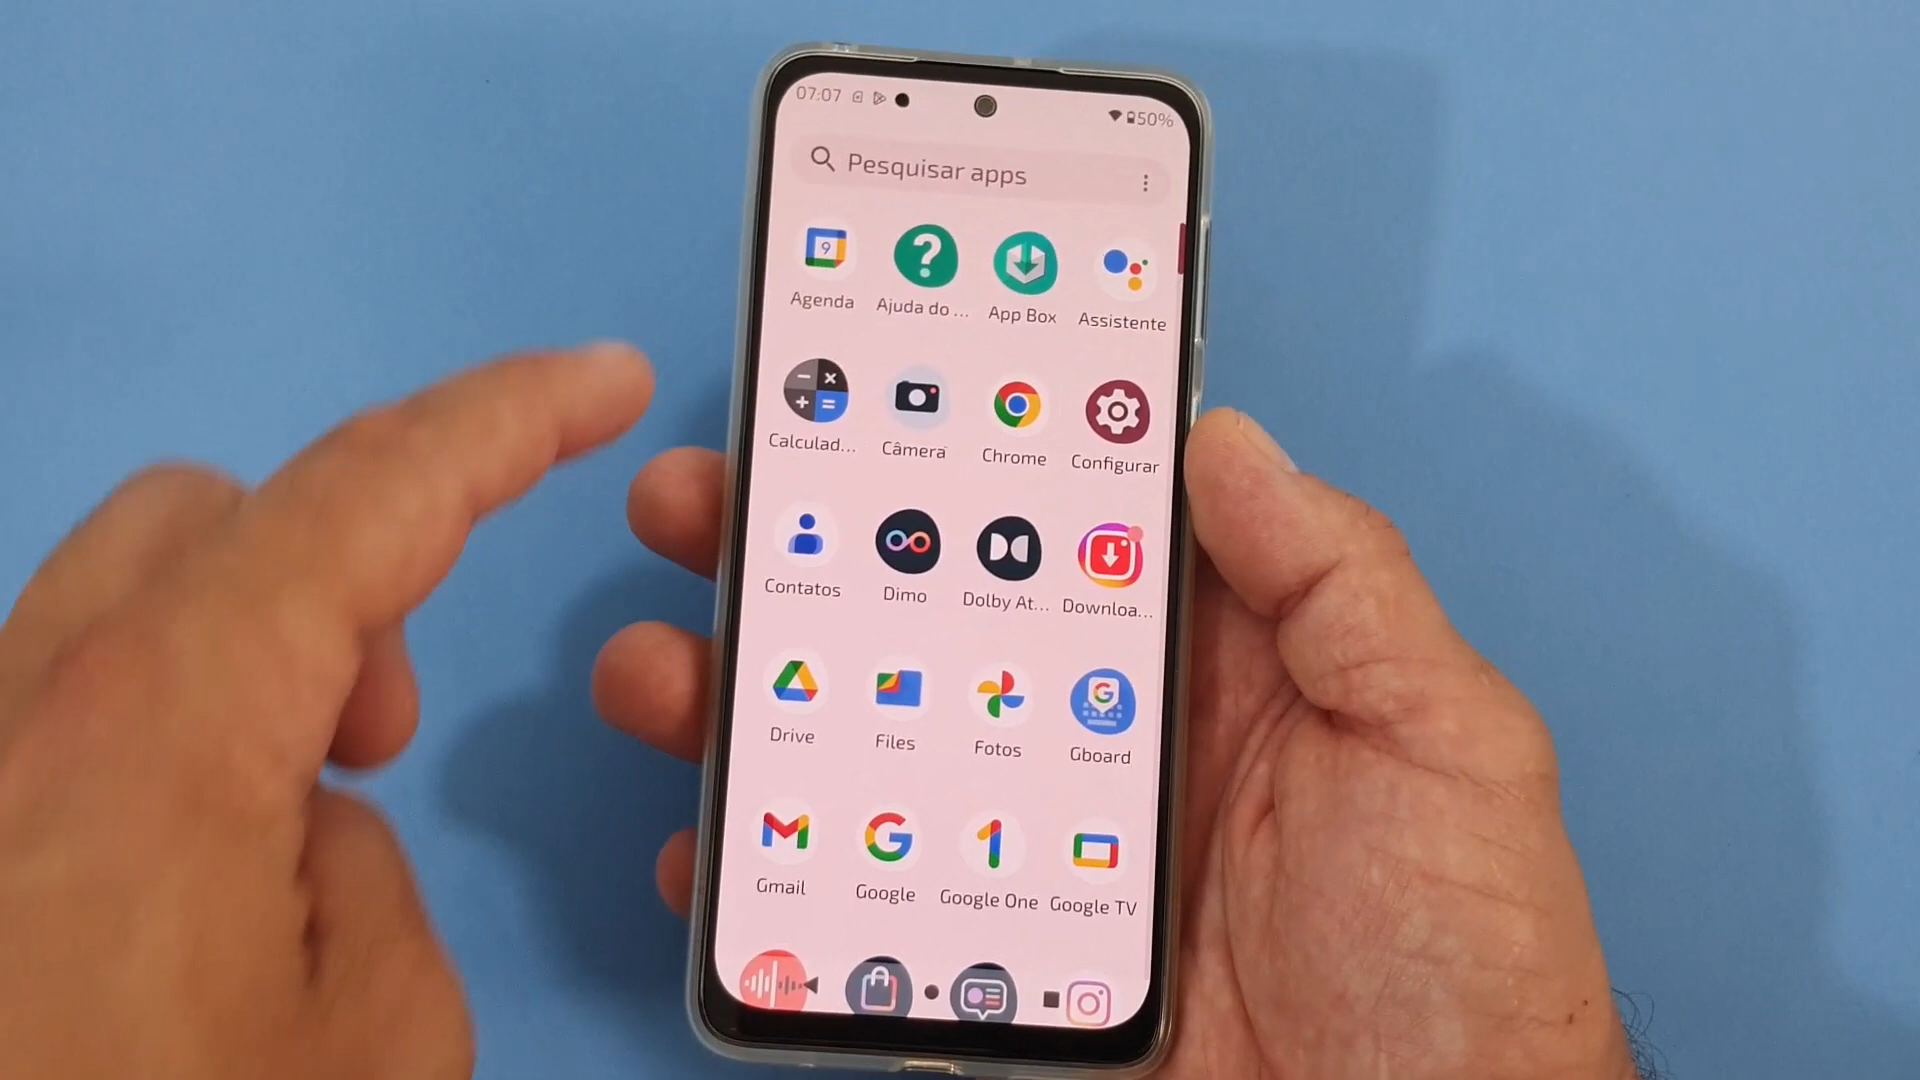 07:07 50%
Pesquisar apps
9
Agenda Ajuda do ... App Box Assistente
Calculad... Câmera Chrome Configurar
Contatos Dimo Dolby At... Downloa...
Drive Files Fotos Gboard
Gmail Google Google One Google TV